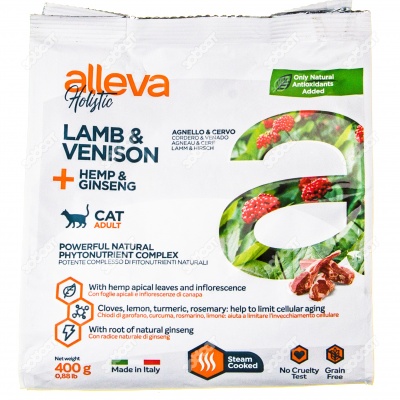 alleva
Holistic
Only Natural
Antioxidants
Added
LAMB &
VENISON
+ HEMP &
GINSENG
AGNELLO & CERVO
CORDERO & VENADO
AGNEAU & CERF
LAMM & HIRSCH
CAT
ADULT
POWERFUL NATURAL
PHYTONUTRIENT COMPLEX
POTENTE COMPLESSO DI FITONUTRIENTI NATURALI
With hemp apical leaves and inflorescence
Con foglie apicali e inflorescenze di canapa
Cloves, lemon, turmeric, rosemary: help to limit cellular aging
Chiodi di garofano, curcuma, rosmarino, limone: aiuta a limitare l'invecchiamento cellulare
With root of natural ginseng
Con radice naturale di ginseng
Net weight
400 g
0,88 lb
Made in Italy
Steam
Cooked
No Cruelty
Test
Grain
Free